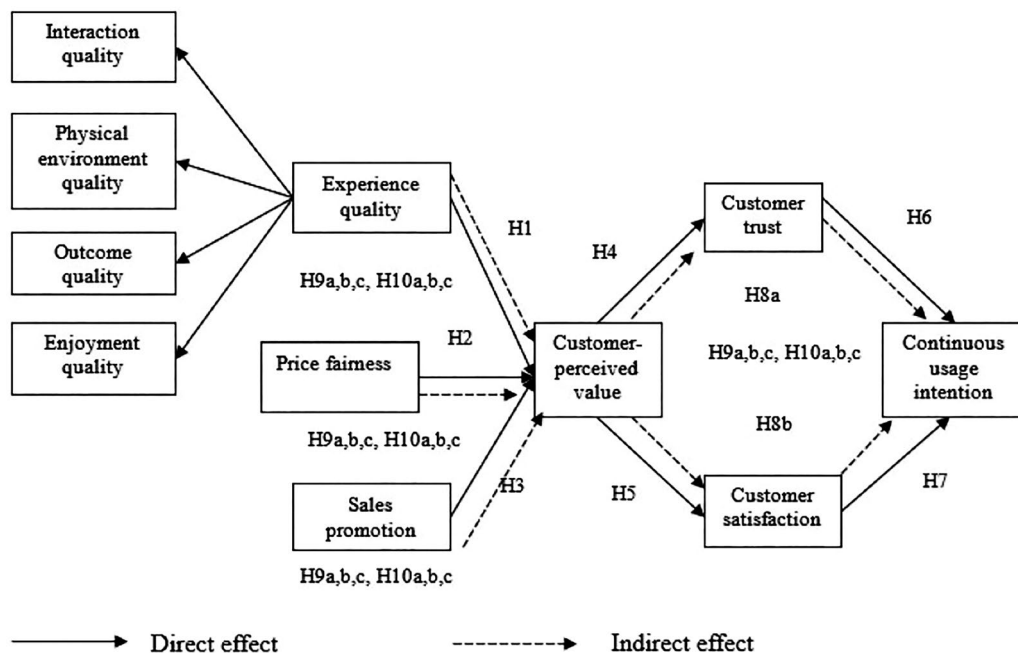 Interaction
quality
Physical
environment
quality
Outcome
quality
Enjoyment
quality
Experience
quality
H9a,b,c, H10a,b,c
H1
H2
Price fairness
H9a,b,c, H10a,b,c
H3
Sales
promotion
H9a,b,c, H10a,b,c
Customer-
perceived
value
H4
H5
Customer
trust
H8a
H9a,b,c, H10a,b,c
H8b
Customer
satisfaction
H6
H7
Continuous
usage
intention
Direct effect
Indirect effect